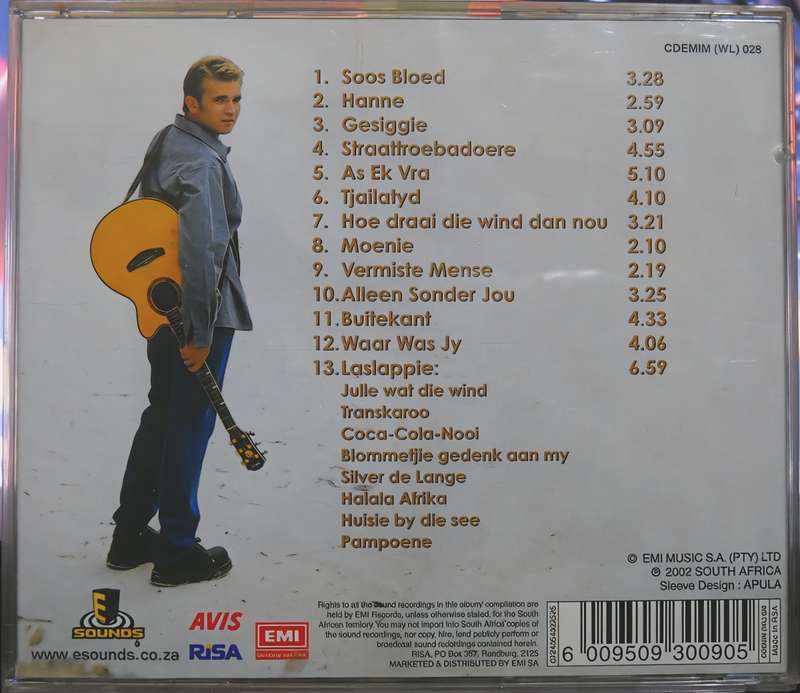 CDEMIM (WL) 028
1. Soos Bloed 3.28
2. Hanne 2.59
3. Gesiggie 3.09
4. Straattroebadoere 4.55
5. As Ek Vra 5.10
6. Tjailatyd 4.10
7. Hoe draai die wind dan nou 3.21
8. Moenie 2.10
9. Vermiste Mense 2.19
10. Alleen Sonder Jou 3.25
11. Buitekant 4.33
12. Waar Was Jy 4.06
13. Laslappie: 6.59
Julle wat die wind
Transkaroo
Coca-Cola-Nooi
Blommetjie gedenk aan my
Silver de Lange
Halala Afrika
Huisie by die see
Pampoene
© EMI MUSIC S.A. (PTY) LTD
℗ 2002 SOUTH AFRICA
Sleeve Design : APULA
E
SOUNDS
www.esounds.co.za
AVIS
RiSA
EMI
Rights to all the sound recordings in this album/ compilation are
held by EMI Records, unless otherwise stated, for the South
African territory. You may not import into South Africa copies of
the sound recordings, nor copy, hire, lend publicly perform or
broadcast sound recordings contained herein.
RISA, PO Box 367, Randburg, 2125
MARKETED & DISTRIBUTED BY EMI SA
6 009509 300905
Made in RSA